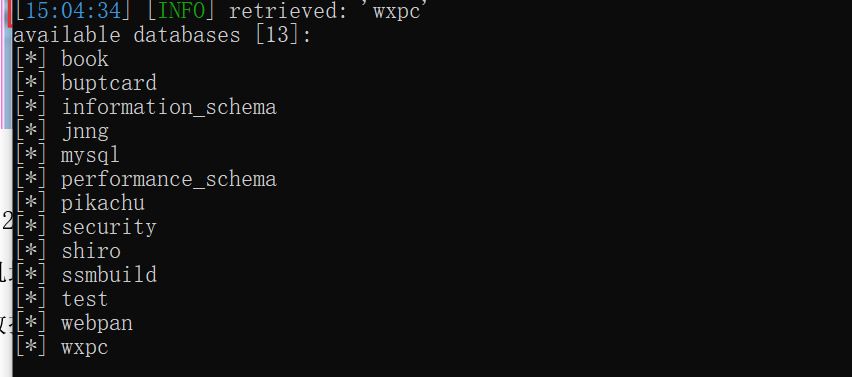 [15:04:34] [INFO] retrieved: 'wxpc'
available databases [13]:
[*] book
[*] buptcard
[*] information_schema
[*] jnng
[*] mysql
[*] performance_schema
[*] pikachu
[*] security
[*] shiro
[*] ssmbuild
[*] test
[*] webpan
[*] wxpc
2